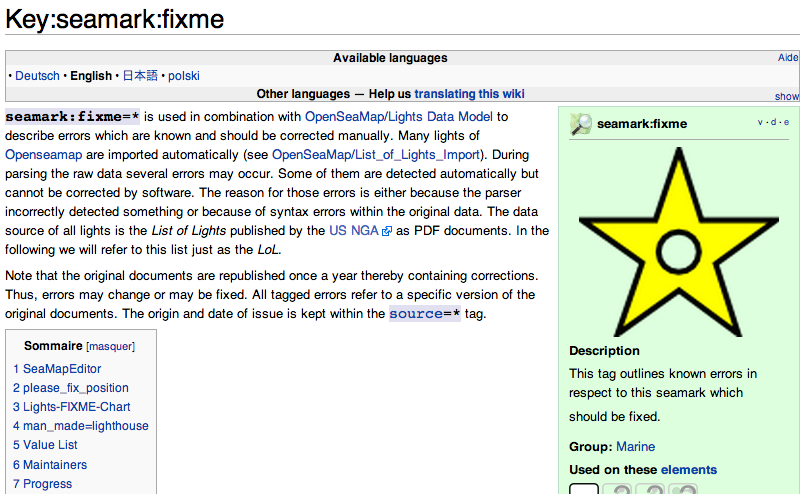 Key:seamark:fixme
Available languages
Aide
• Deutsch • English • 日本語 • polski
Other languages — Help us translating this wiki
show
seamark:fixme=* is used in combination with OpenSeaMap/Lights Data Model to
describe errors which are known and should be corrected manually. Many lights of
Openseamap are imported automatically (see OpenSeaMap/List_of_Lights_Import). During
parsing the raw data several errors may occur. Some of them are detected automatically but
cannot be corrected by software. The reason for those errors is either because the parser
incorrectly detected something or because of syntax errors within the original data. The data
source of all lights is the List of Lights published by the US NGA as PDF documents. In the
following we will refer to this list just as the LoL.
Note that the original documents are republished once a year thereby containing corrections.
Thus, errors may change or may be fixed. All tagged errors refer to a specific version of the
original documents. The origin and date of issue is kept within the source=* tag.
Sommaire [masquer]
1 SeaMapEditor
2 please_fix_position
3 Lights-FIXME-Chart
4 man_made=lighthouse
5 Value List
6 Maintainers
7 Progress
seamark:fixme
v · d · e
Description
This tag outlines known errors in
respect to this seamark which
should be fixed.
Group: Marine
Used on these elements